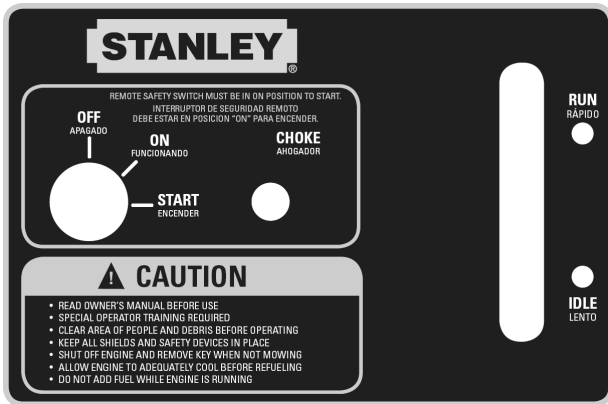 STANLEY®
REMOTE SAFETY SWITCH MUST BE IN ON POSITION TO START.
INTERRUPTOR DE SEGURIDAD REMOTO
DEBE ESTAR EN POSICION "ON" PARA ENCENDER.
OFF
APAGADO
ON
FUNCIONANDO
START
ENCENDER
CHOKE
AHOGADOR
RUN
RÁPIDO
IDLE
LENTO
CAUTION
• READ OWNER'S MANUAL BEFORE USE
• SPECIAL OPERATOR TRAINING REQUIRED
• CLEAR AREA OF PEOPLE AND DEBRIS BEFORE OPERATING
• KEEP ALL SHIELDS AND SAFETY DEVICES IN PLACE
• SHUT OFF ENGINE AND REMOVE KEY WHEN NOT MOWING
• ALLOW ENGINE TO ADEQUATELY COOL BEFORE REFUELING
• DO NOT ADD FUEL WHILE ENGINE IS RUNNING